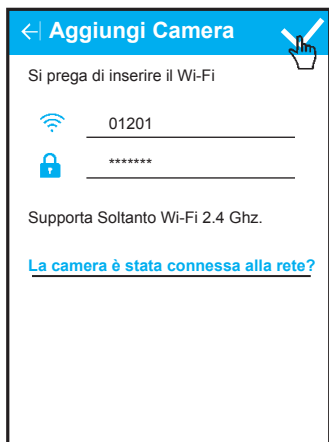 Aggiungi Camera
Si prega di inserire il Wi-Fi
01201
*******
Supporta Soltanto Wi-Fi 2.4 Ghz.
La camera è stata connessa alla rete?